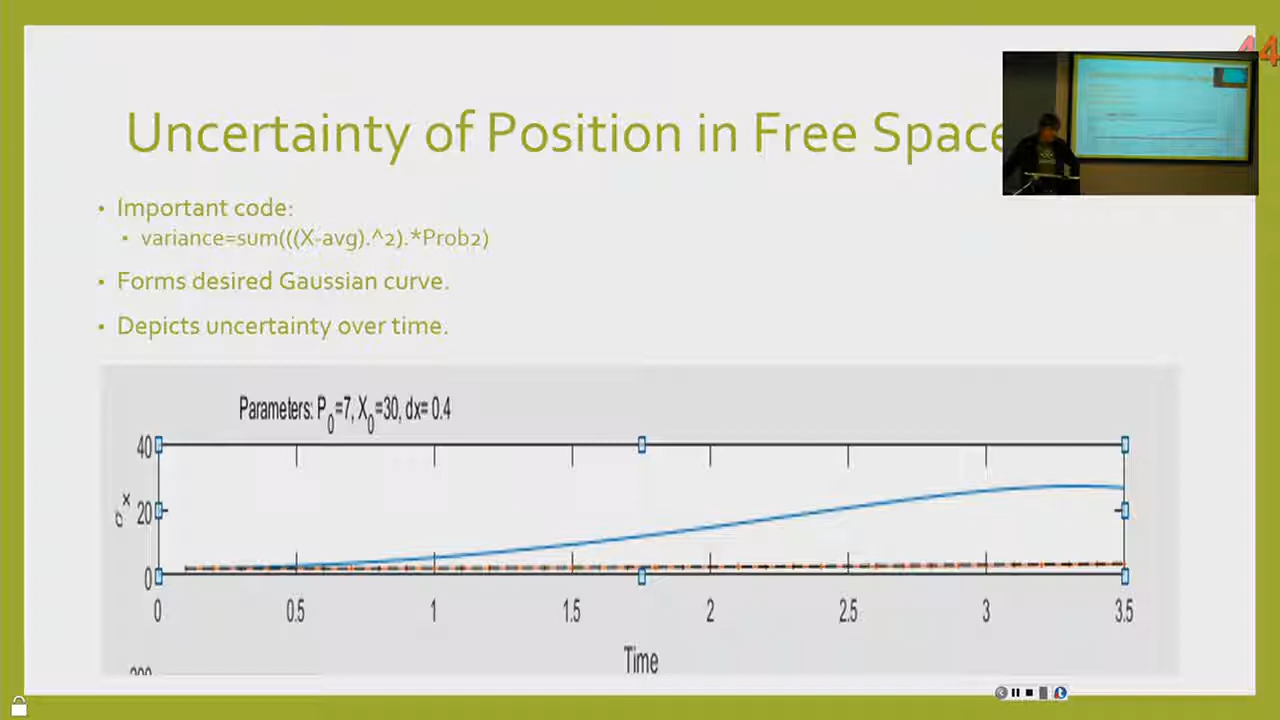 44
Uncertainty of Position in Free Space
• Important code:
• variance=sum(((X-avg).^2).*Prob2)
• Forms desired Gaussian curve.
• Depicts uncertainty over time.
Parameters: P0=7, X0=30, dx= 0.4
40
σx
20
0
0 0.5 1 1.5 2 2.5 3 3.5
Time